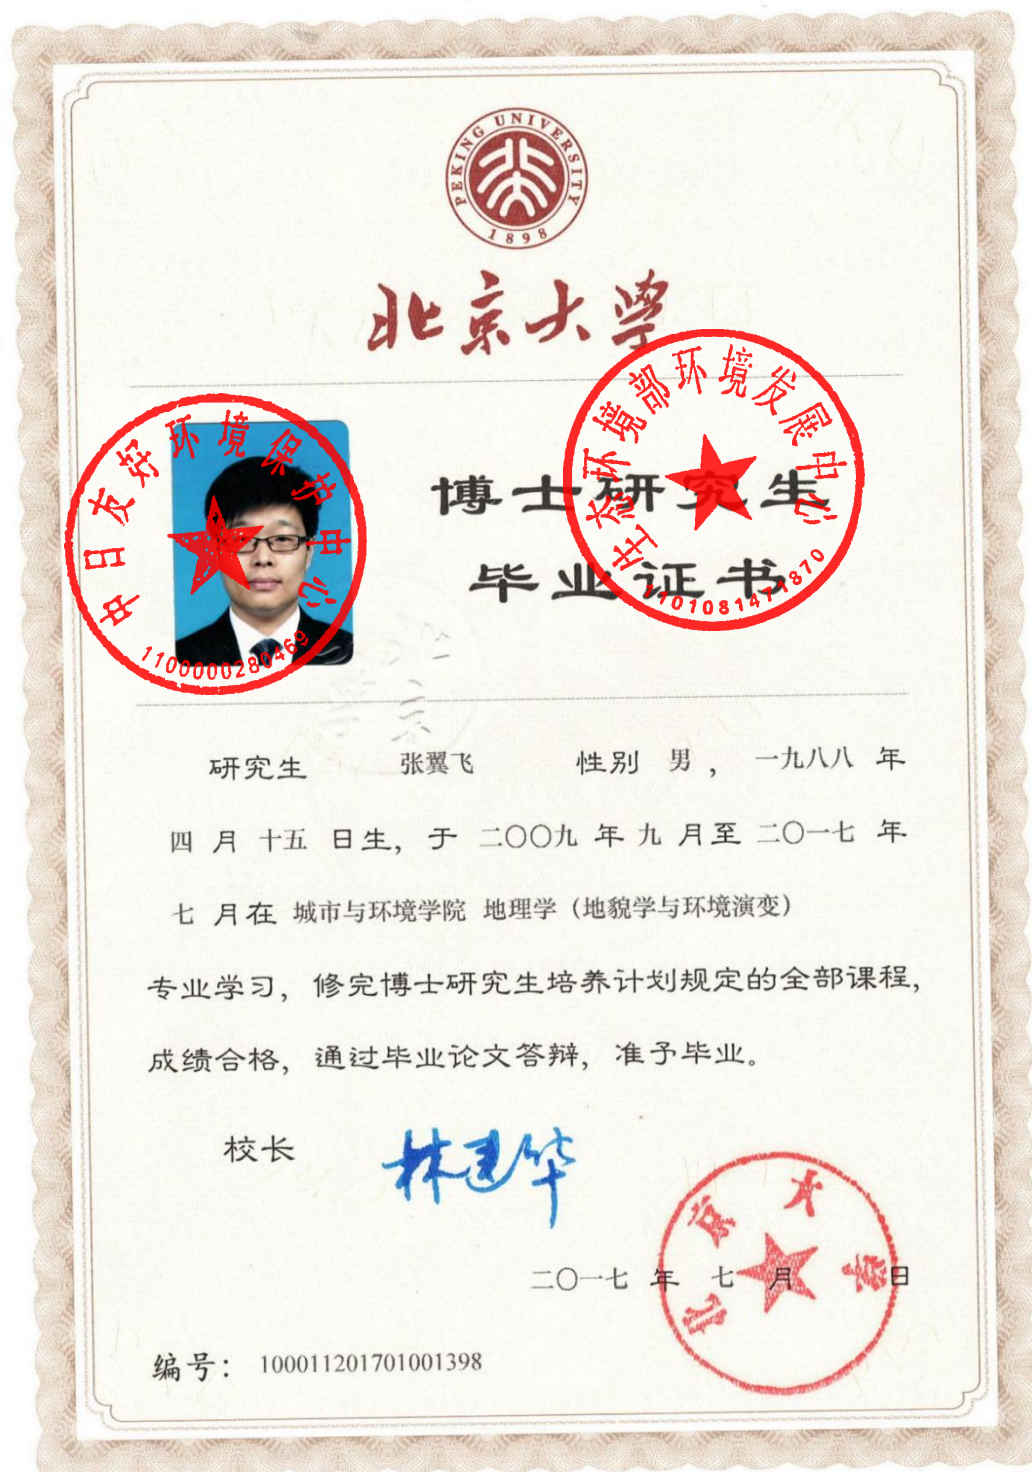 PEKING UNIVERSITY
1898
北京大学
中日友好环境保护中心
1100000280469
生态环境部环境发展中心
1101081477870
博士研究生
毕业证书
研究生 张翼飞 性别 男 ， 一九八八 年
四 月 十五 日生， 于 二〇〇九 年 九 月至 二〇一七 年
七 月在 城市与环境学院 地理学（地貌学与环境演变）
专业学习， 修完博士研究生培养计划规定的全部课程，
成绩合格， 通过毕业论文答辩， 准予毕业。
校长 林建华
北京大学
二〇一七 年 七 月 日
编号： 100011201701001398